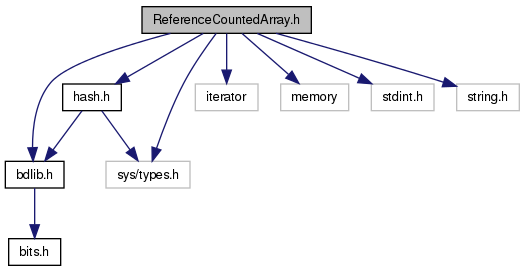 ReferenceCountedArray.h
hash.h
iterator
memory
stdint.h
string.h
bdlib.h
sys/types.h
bits.h